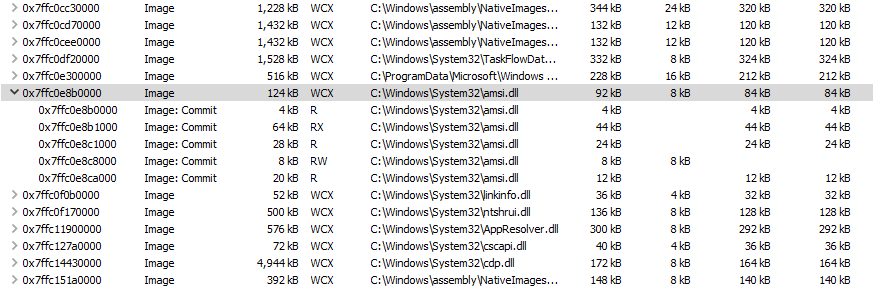 0x7ffc0cc30000 Image 1,228 kB WCX C:\Windows\assembly\NativeImages... 344 kB 24 kB 320 kB 320 kB
0x7ffc0cd70000 Image 1,432 kB WCX C:\Windows\assembly\NativeImages... 132 kB 12 kB 120 kB 120 kB
0x7ffc0cee0000 Image 1,432 kB WCX C:\Windows\assembly\NativeImages... 132 kB 12 kB 120 kB 120 kB
0x7ffc0df20000 Image 1,528 kB WCX C:\Windows\System32\TaskFlowDat... 332 kB 8 kB 324 kB 324 kB
0x7ffc0e300000 Image 516 kB WCX C:\ProgramData\Microsoft\Windows ... 228 kB 16 kB 212 kB 212 kB
0x7ffc0e8b0000 Image 124 kB WCX C:\Windows\System32\amsi.dll 92 kB 8 kB 84 kB 84 kB
0x7ffc0e8b0000 Image: Commit 4 kB R C:\Windows\System32\amsi.dll 4 kB 4 kB 4 kB
0x7ffc0e8b1000 Image: Commit 64 kB RX C:\Windows\System32\amsi.dll 44 kB 44 kB 44 kB
0x7ffc0e8c1000 Image: Commit 28 kB R C:\Windows\System32\amsi.dll 24 kB 24 kB 24 kB
0x7ffc0e8c8000 Image: Commit 8 kB RW C:\Windows\System32\amsi.dll 8 kB 8 kB
0x7ffc0e8ca000 Image: Commit 20 kB R C:\Windows\System32\amsi.dll 12 kB 12 kB 12 kB
0x7ffc0f0b0000 Image 52 kB WCX C:\Windows\System32\linkinfo.dll 36 kB 4 kB 32 kB 32 kB
0x7ffc0f170000 Image 500 kB WCX C:\Windows\System32\ntshrui.dll 136 kB 8 kB 128 kB 128 kB
0x7ffc11900000 Image 576 kB WCX C:\Windows\System32\AppResolver.dll 300 kB 8 kB 292 kB 292 kB
0x7ffc127a0000 Image 72 kB WCX C:\Windows\System32\cscapi.dll 40 kB 4 kB 36 kB 36 kB
0x7ffc14430000 Image 4,944 kB WCX C:\Windows\System32\cdp.dll 172 kB 8 kB 164 kB 164 kB
0x7ffc151a0000 Image 392 kB WCX C:\Windows\assembly\NativeImages... 148 kB 8 kB 140 kB 140 kB